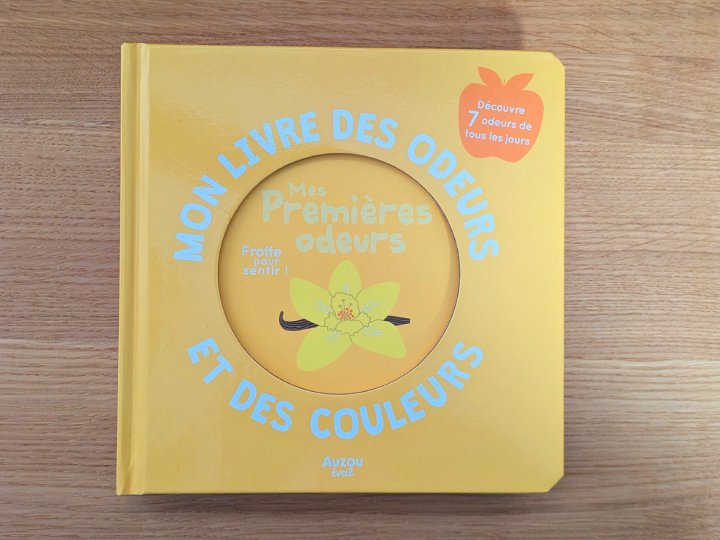 MON LIVRE DES ODEURS
ET DES COULEURS
Découvre
7 odeurs de
tous les jours
Mes
Premières
odeurs
Frotte
pour
sentir !
Auzou
éveil